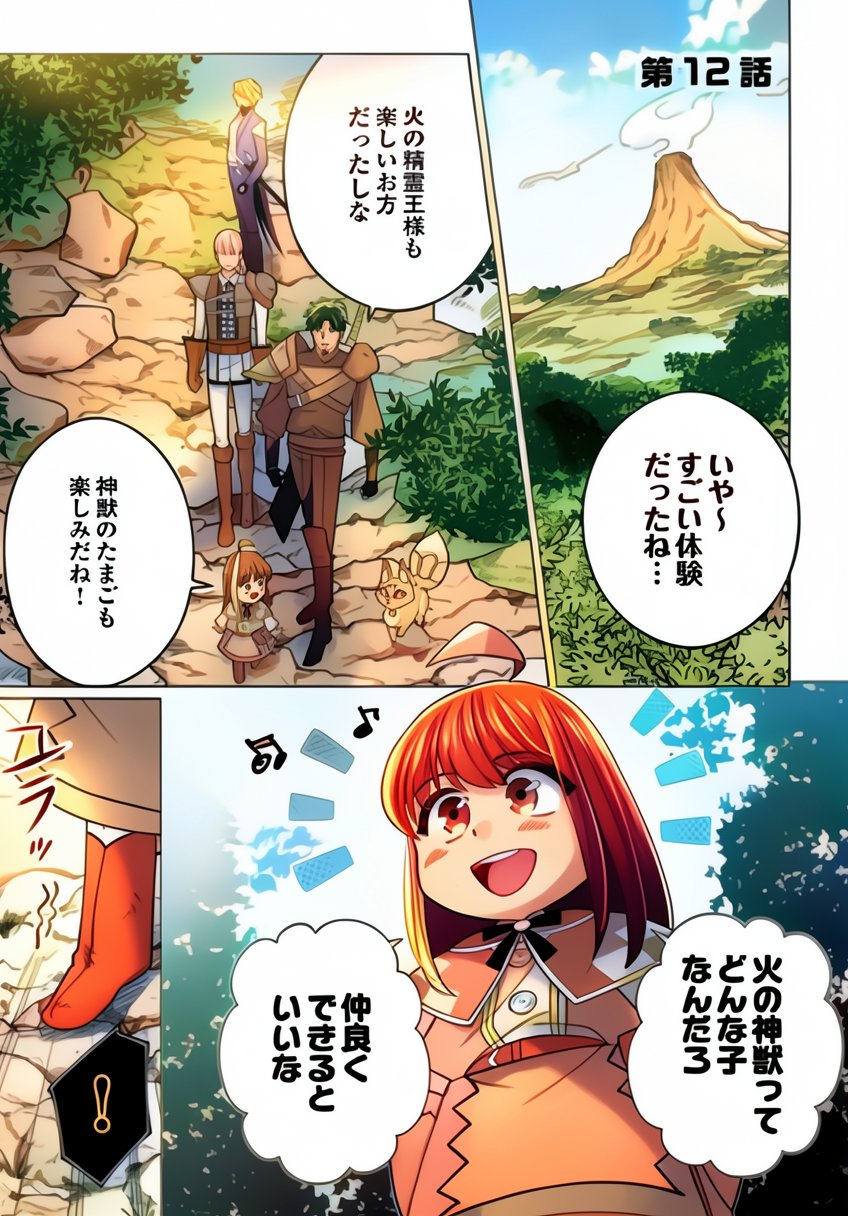 第12話
いや〜
すごい体験
だったね…
火の精霊王様も
楽しいお方
だったしな
神獣のたまごも
楽しみだね！
火の神獣って
どんな子
なんだろ
仲良く
できると
いいな
ユラッ
！